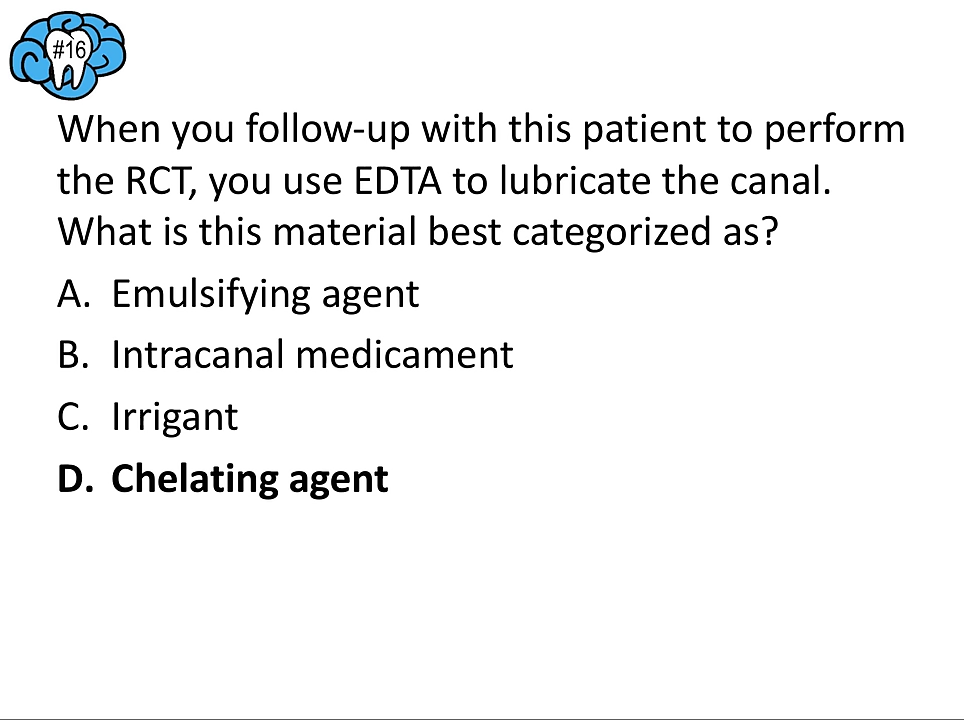 #16
When you follow-up with this patient to perform
the RCT, you use EDTA to lubricate the canal.
What is this material best categorized as?
A. Emulsifying agent
B. Intracanal medicament
C. Irrigant
D. Chelating agent